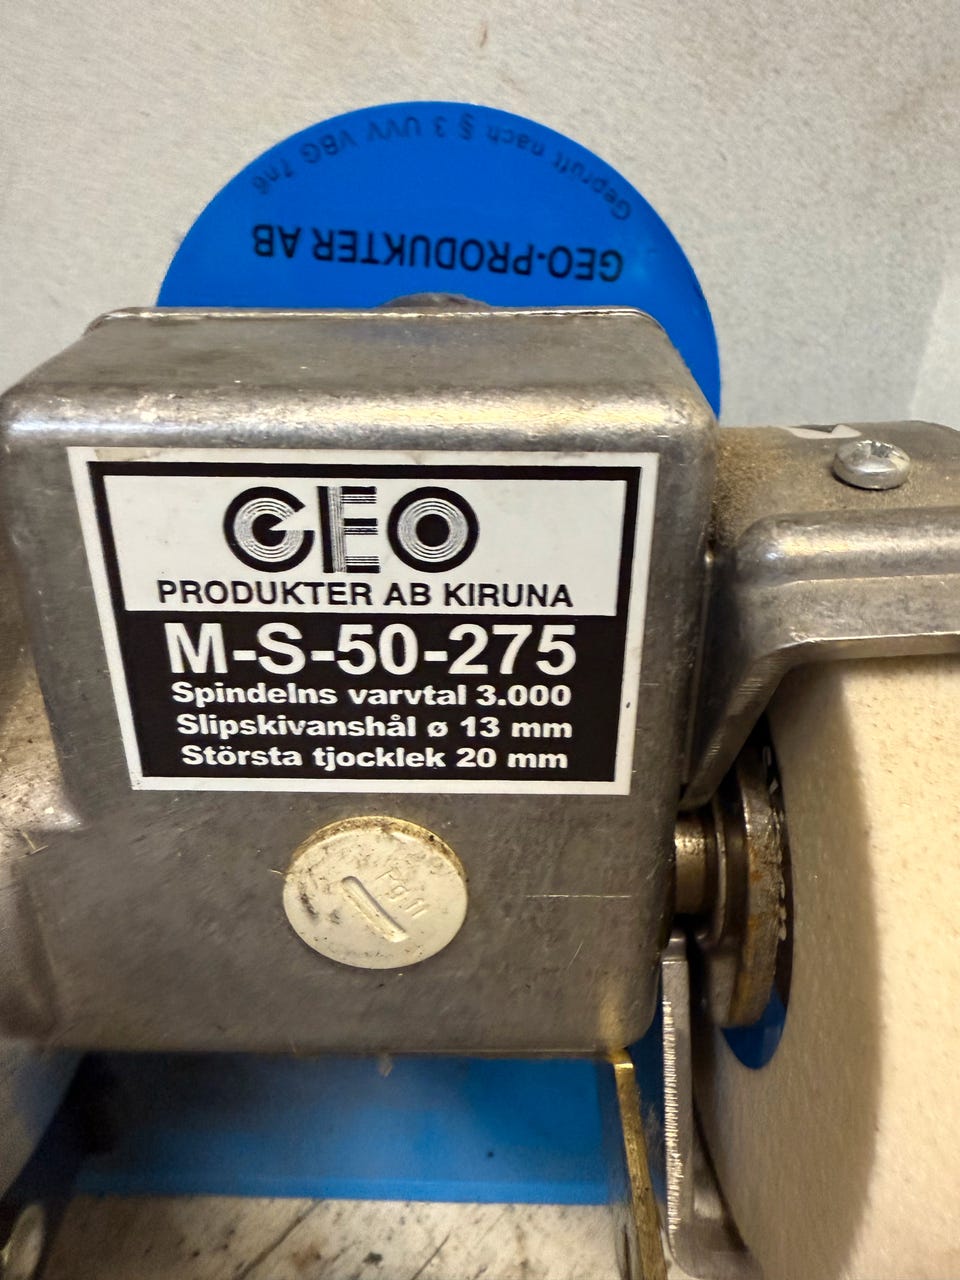 Geprüft nach § 3 UVV VBG 7n6
GEO-PRODUKTER AB
GEO
PRODUKTER AB KIRUNA
M-S-50-275
Spindelns varvtal 3.000
Slipskivanshål ø 13 mm
Största tjocklek 20 mm